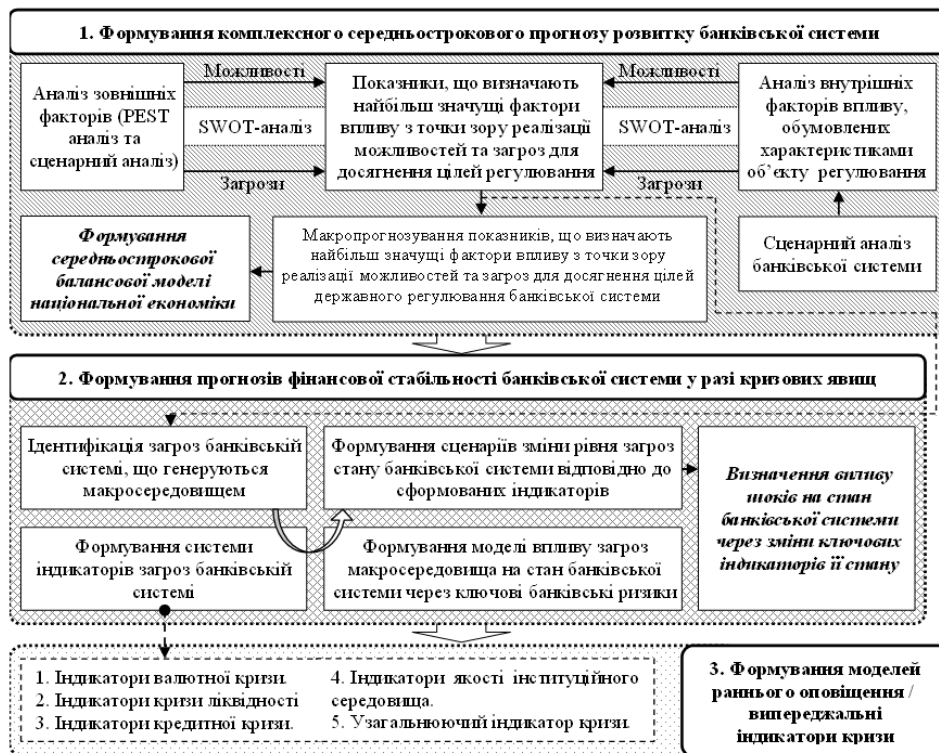 1. Формування комплексного середньострокового прогнозу розвитку банківської системи
Аналіз зовнішніх
факторів (PEST
аналіз та
сценарний аналіз)
Можливості
SWOT-аналіз
Загрози
Показники, що визначають
найбільш значущі фактори
впливу з точки зору реалізації
можливостей та загроз для
досягнення цілей регулювання
Можливості
SWOT-аналіз
Загрози
Аналіз внутрішніх
факторів впливу,
обумовлених
характеристиками
об’єкту регулювання
Формування
середньострокової
балансової моделі
національної економіки
Макропрогнозування показників, що визначають
найбільш значущі фактори впливу з точки зору
реалізації можливостей та загроз для досягнення цілей
державного регулювання банківської системи
Сценарний аналіз
банківської системи
2. Формування прогнозів фінансової стабільності банківської системи у разі кризових явищ
Ідентифікація загроз банківській
системі, що генеруються
макросередовищем
Формування сценаріїв зміни рівня загроз
стану банківської системи відповідно до
сформованих індикаторів
Визначення впливу
шоків на стан
банківської системи
через зміни ключових
індикаторів її стану
Формування системи
індикаторів загроз банківській
системі
Формування моделі впливу загроз
макросередовища на стан банківської
системи через ключові банківські ризики
1. Індикатори валютної кризи.
2. Індикатори кризи ліквідності
3. Індикатори кредитної кризи.
4. Індикатори якості інституційного
середовища.
5. Узагальнюючий індикатор кризи.
3. Формування моделей
раннього оповіщення /
випереджальні
індикатори кризи